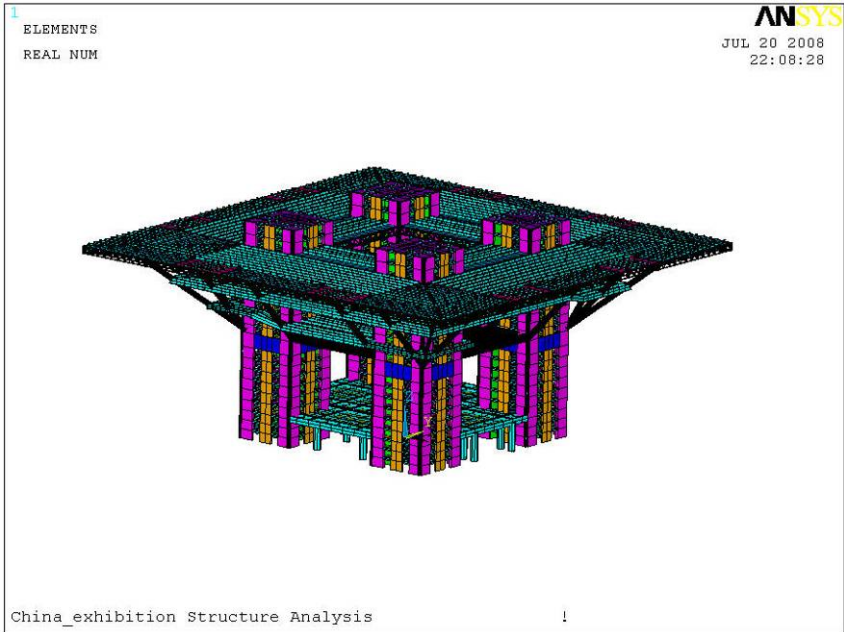 1
ELEMENTS
REAL NUM
ANSYS
JUL 20 2008
22:08:28
Z
Y
China_exhibition Structure Analysis !